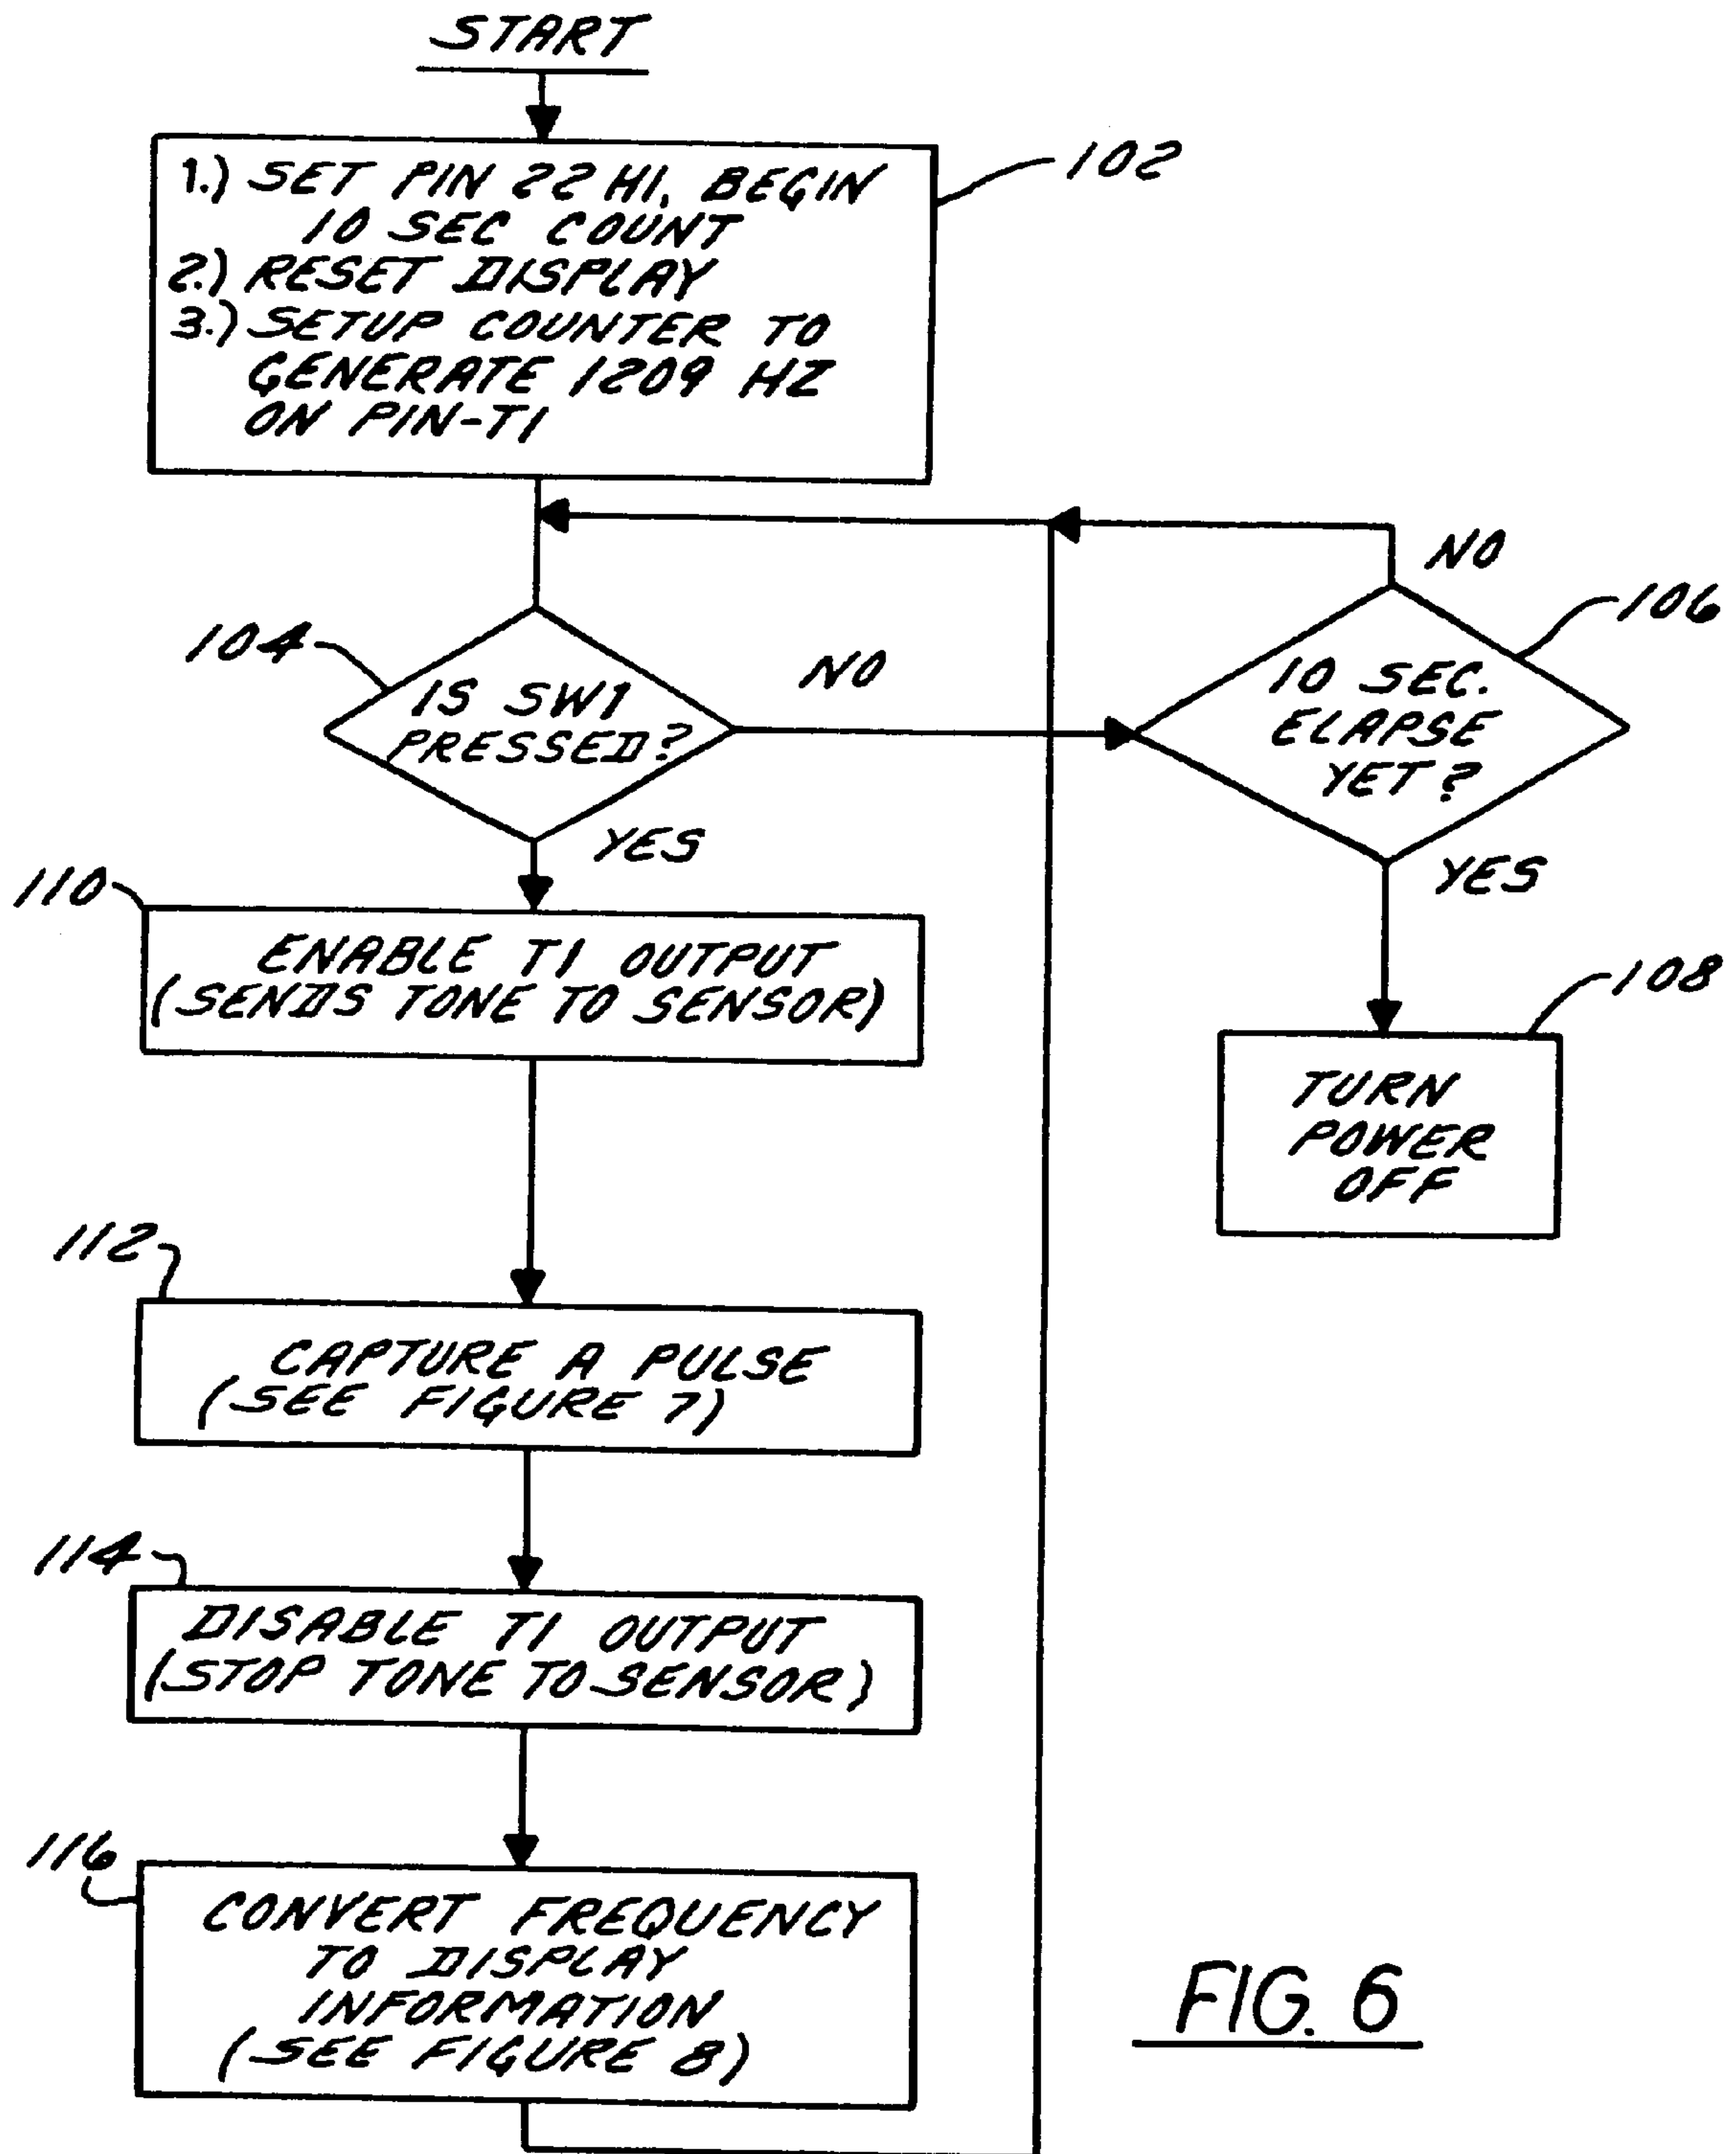 START
1.) SET PIN 22 HI, BEGIN
10 SEC COUNT
2.) RESET DISPLAY
3.) SETUP COUNTER TO
GENERATE 1209 HZ
ON PIN-T1
102
NO
106
104
IS SW1
PRESSED?
NO
10 SEC.
ELAPSE
YET?
YES
YES
110
ENABLE T1 OUTPUT
(SENDS TONE TO SENSOR)
108
TURN
POWER
OFF
112
CAPTURE A PULSE
(SEE FIGURE 7)
114
DISABLE T1 OUTPUT
(STOP TONE TO SENSOR)
116
CONVERT FREQUENCY
TO DISPLAY
INFORMATION
(SEE FIGURE 8)
FIG. 6